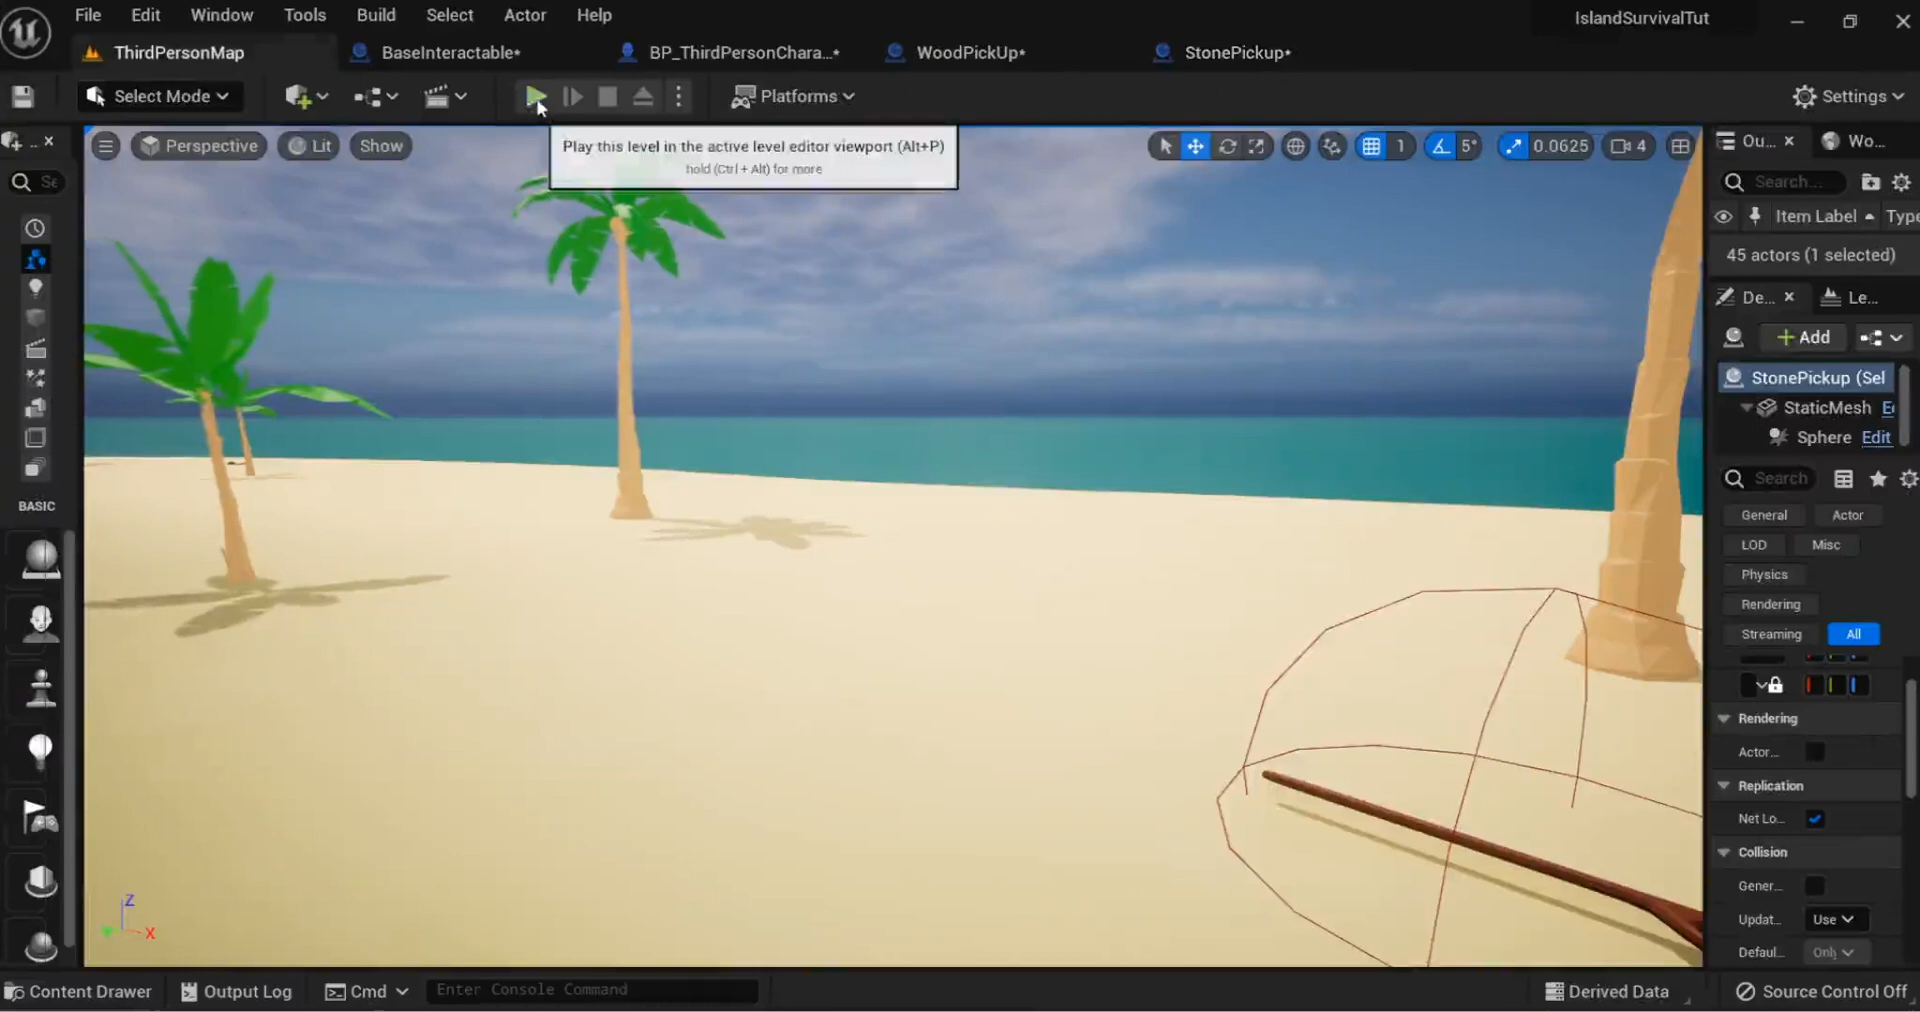 File Edit Window Tools Build Select Actor Help
IslandSurvivalTut
ThirdPersonMap
BaseInteractable*
BP_ThirdPersonChara...*
WoodPickUp*
StonePickup*
Select Mode
Platforms
Settings
Perspective
Lit
Show
Play this level in the active level editor viewport (Alt+P)
hold (Ctrl + Alt) for more
1
5°
0.0625
4
Ou...
Wo...
Se
Search...
Item Label
Type
45 actors (1 selected)
De...
Le...
Add
StonePickup (Sel
StaticMesh
Sphere Edit
Search
General
Actor
LOD
Misc
Physics
Rendering
Streaming
All
BASIC
Rendering
Actor...
Replication
Net Lo...
Collision
Gener...
Updat...
Use
Defaul...
Only
Z
X
Content Drawer
Output Log
Cmd
Enter Console Command
Derived Data
Source Control Off